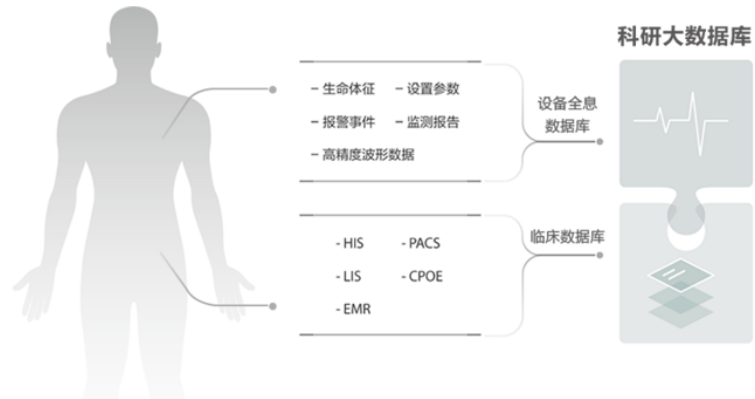 科研大数据库
- 生命体征 - 设置参数
- 报警事件 - 监测报告
- 高精度波形数据
设备全息
数据库
- HIS - PACS
- LIS - CPOE
- EMR
临床数据库